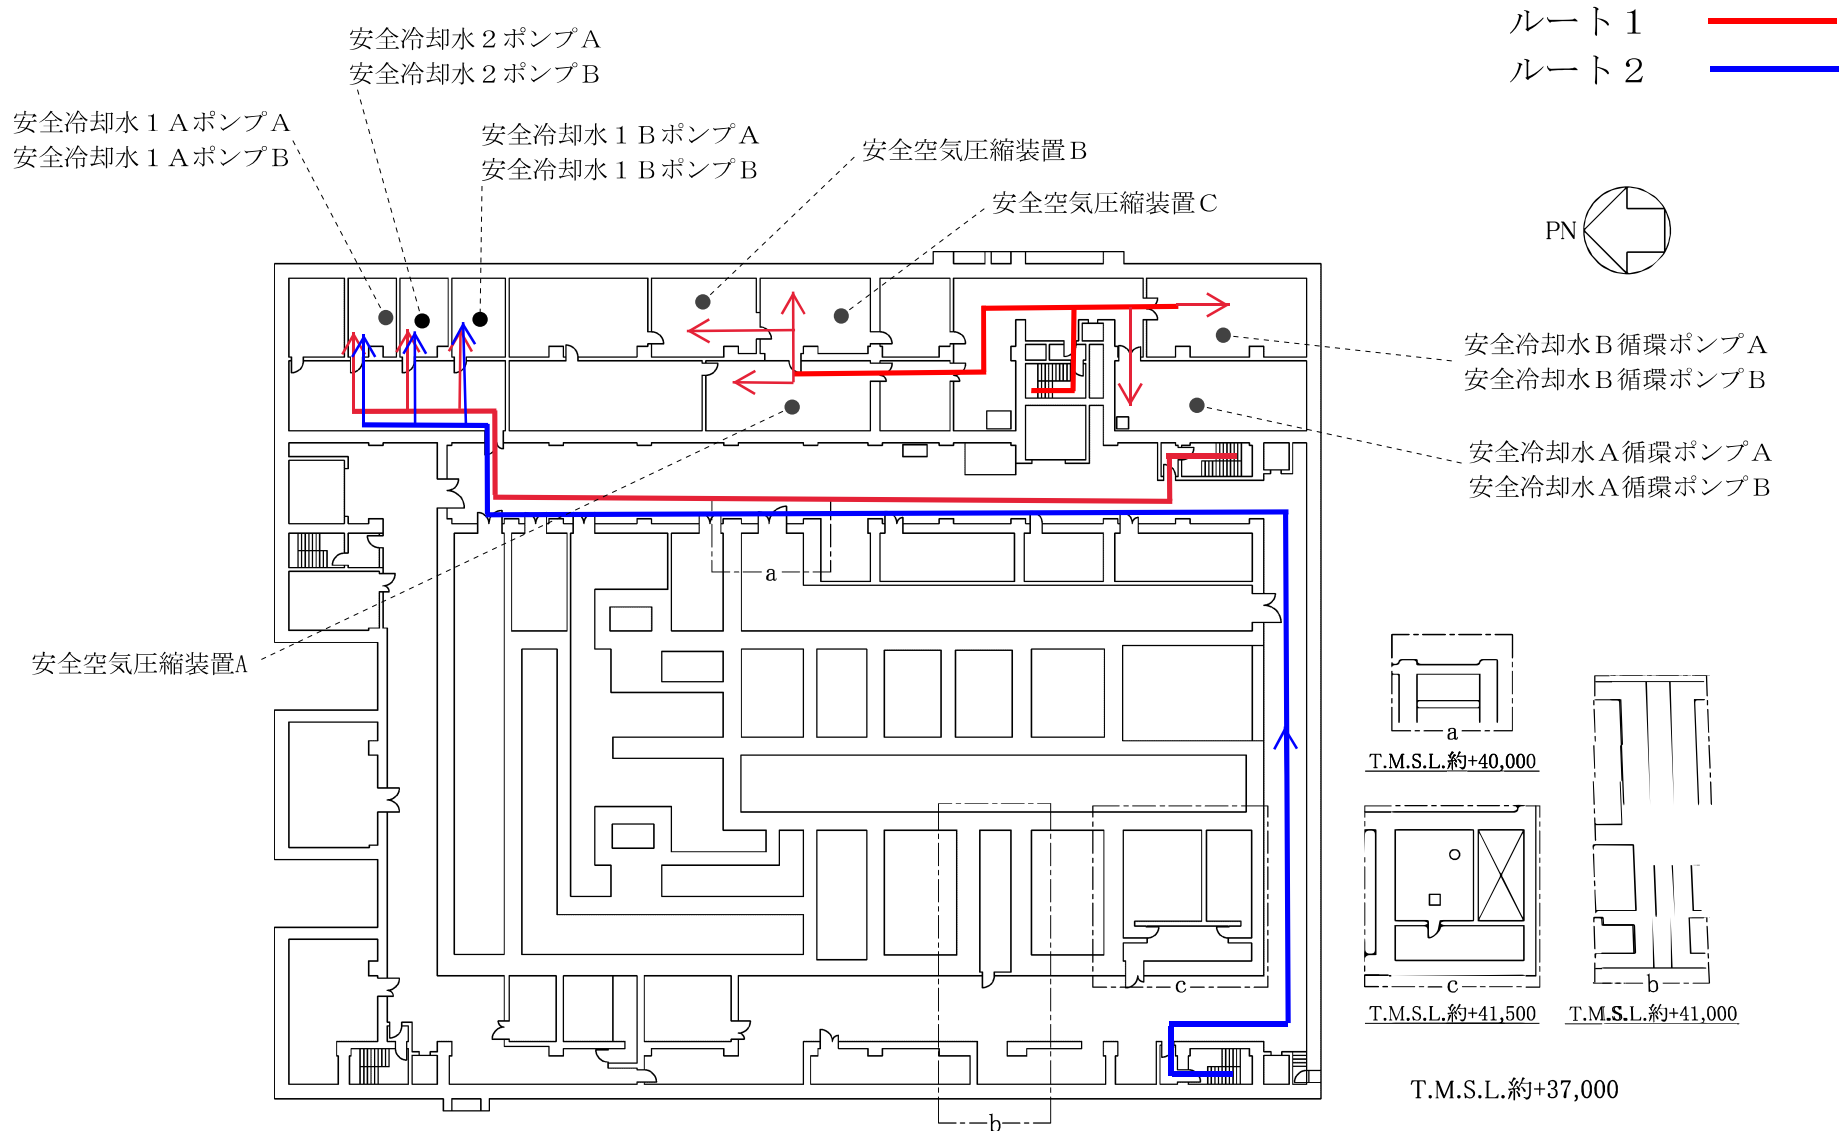 ルート１
ルート２
安全冷却水２ポンプＡ
安全冷却水２ポンプＢ
安全冷却水１Ａポンプ Ａ
安全冷却水１ＡポンプＢ
安全冷却水１ＢポンプＡ
安全冷却水１ＢポンプＢ
安全空気圧縮装置Ｂ
安全空気圧縮装置Ｃ
PN
安全冷却水Ｂ循環ポンプＡ
安全冷却水Ｂ循環ポンプＢ
安全冷却水Ａ循環ポンプＡ
安全冷却水Ａ循環ポンプＢ
安全空気圧縮装置A
a
a
T.M.S.L.約+40,000
c
c
T.M.S.L.約+41,500
b
T.M.S.L.約+41,000
T.M.S.L.約+37,000
b